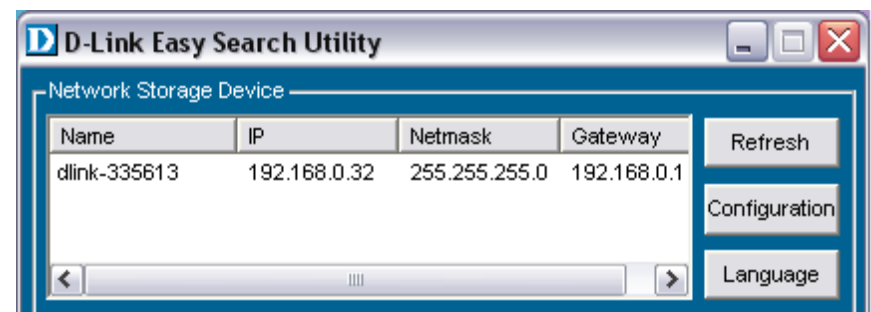 D D-Link Easy Search Utility
Network Storage Device
Name IP Netmask Gateway
dlink-335613 192.168.0.32 255.255.255.0 192.168.0.1
Refresh
Configuration
Language